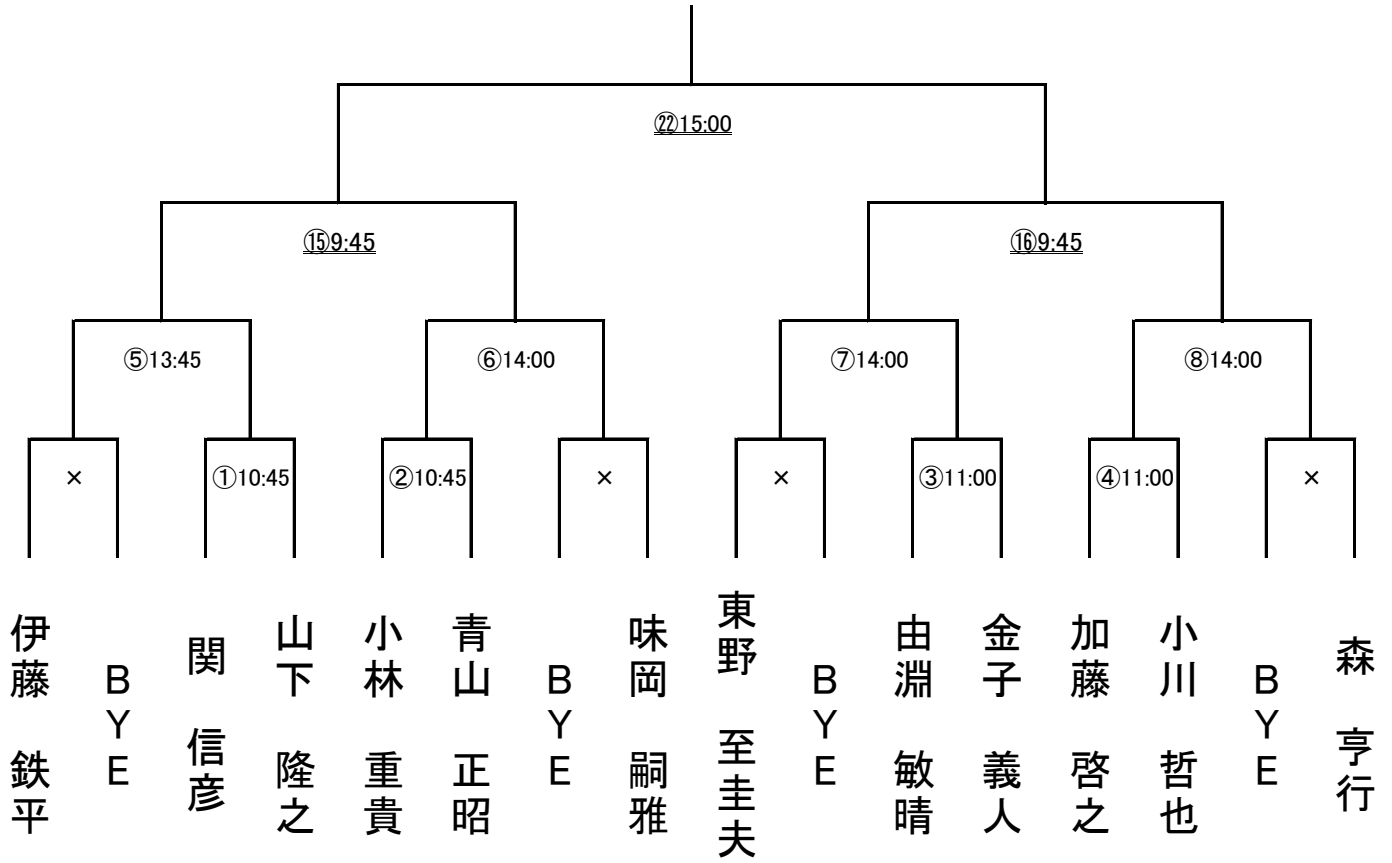 ㉒15:00
⑮9:45
⑯9:45
⑤13:45
⑥14:00
⑦14:00
⑧14:00
×
①10:45
②10:45
×
×
③11:00
④11:00
×
伊藤 鉄平
BYE
関 信彦
山下 隆之
小林 重貴
青山 正昭
BYE
味岡 嗣雅
東野 至圭夫
BYE
由淵 敏晴
金子 義人
加藤 啓之
小川 哲也
BYE
森 亨行